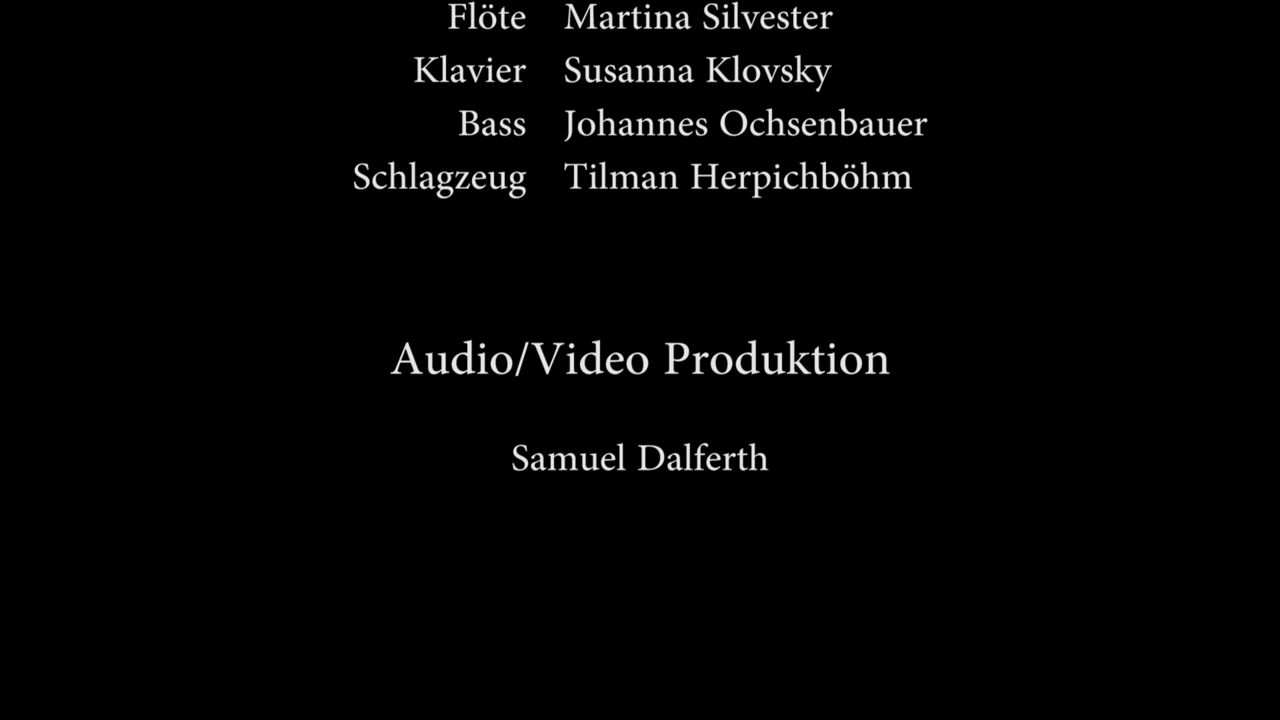 Flöte Martina Silvester
Klavier Susanna Klovsky
Bass Johannes Ochsenbauer
Schlagzeug Tilman Herpichböhm
Audio/Video Produktion
Samuel Dalferth